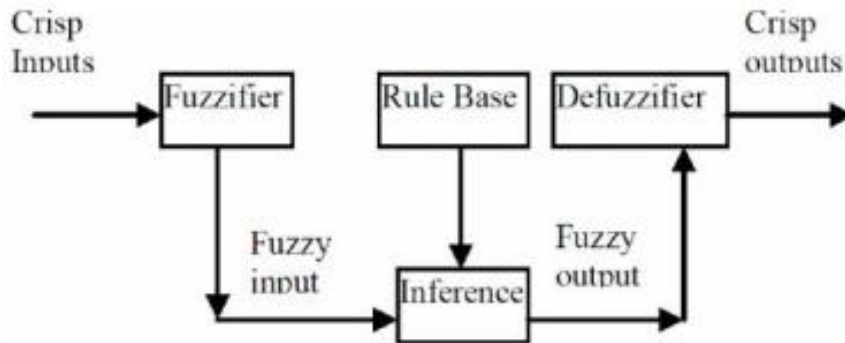 Crisp
Inputs
Crisp
outputs
Fuzzifier
Rule Base
Defuzzifier
Fuzzy
input
Fuzzy
output
Inference